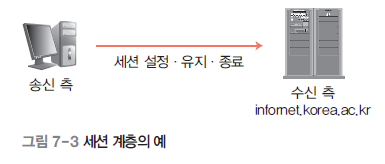 세션 설정 · 유지 · 종료
송신 측
수신 측
infornet.korea.ac.kr
그림 7-3 세션 계층의 예